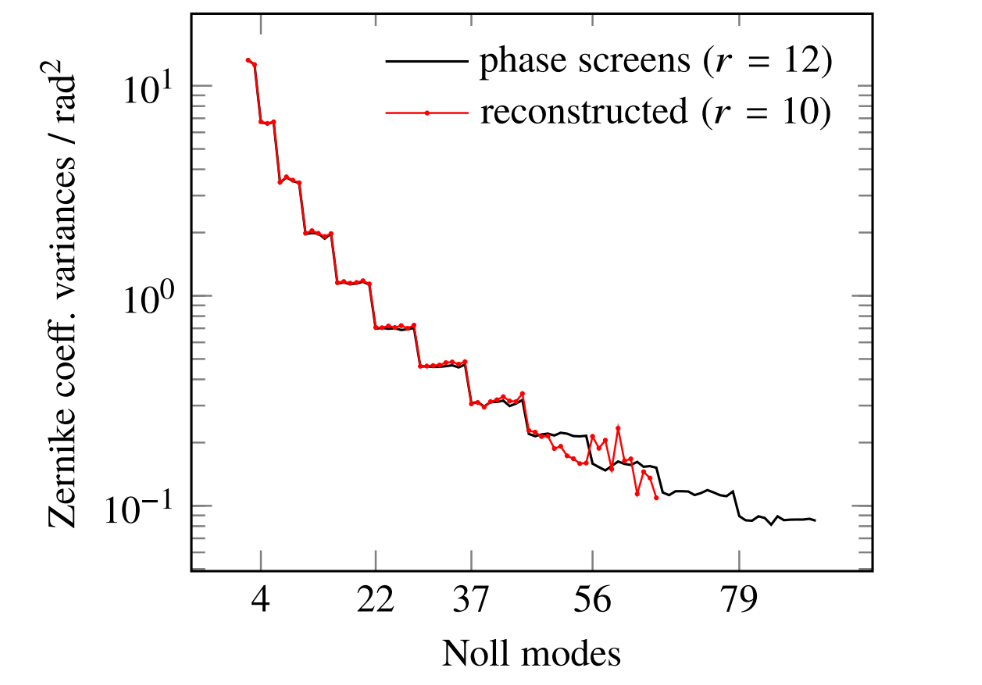 phase screens (r = 12)
reconstructed (r = 10)
Zernike coeff. variances / rad²
10¹
10⁰
10⁻¹
4 22 37 56 79
Noll modes